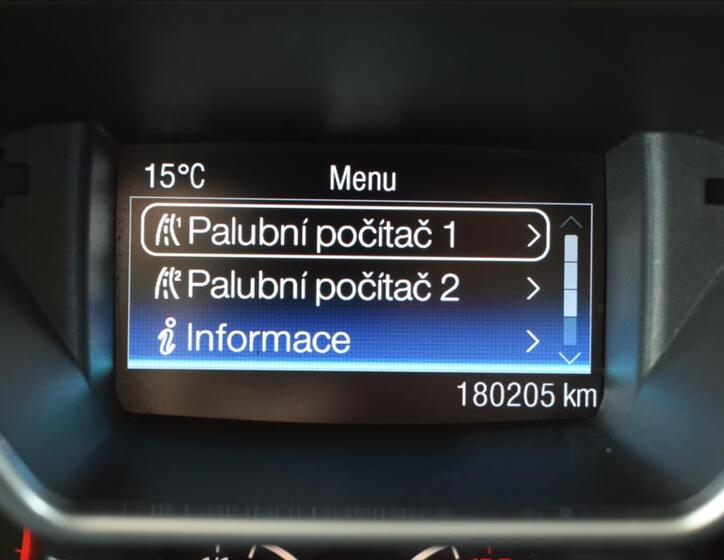 15°C Menu
Palubní počítač 1
Palubní počítač 2
Informace
180205 km